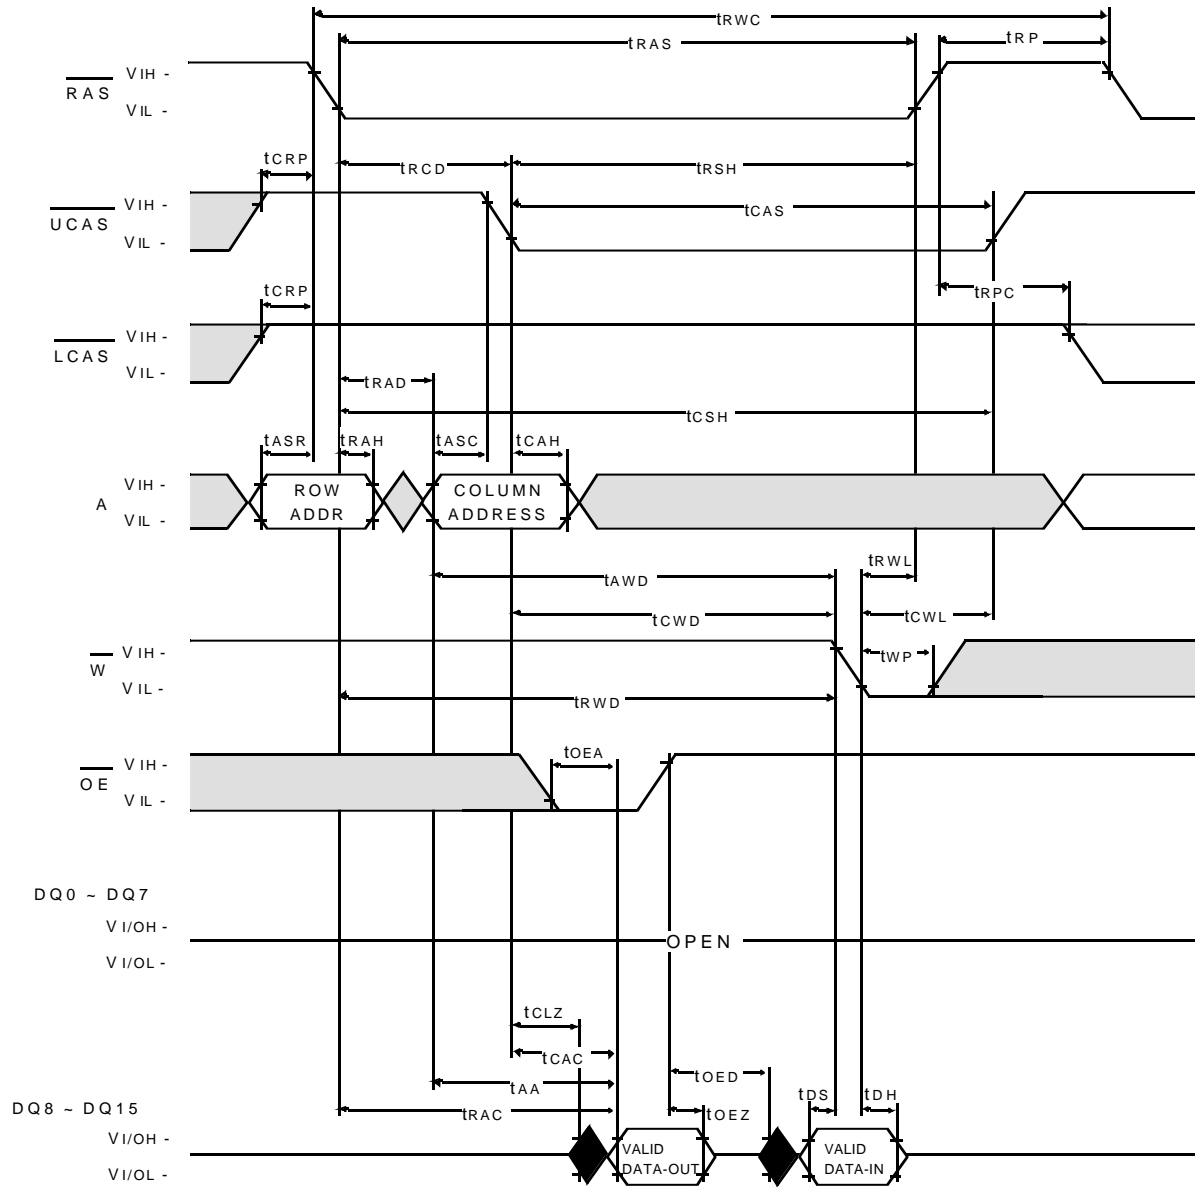 tRWC
tRAS
tRP
RAS
VIH -
VIL -
tCRP
tRCD
tRSH
UCAS
VIH -
VIL -
tCAS
tCRP
tRPC
LCAS
VIH -
VIL -
tRAD
tCSH
tASR
tRAH
tASC
tCAH
A
VIH -
VIL -
ROW
ADDR
COLUMN
ADDRESS
tRWL
tAWD
tCWD
tCWL
W
VIH -
VIL -
tWP
tRWD
OE
VIH -
VIL -
tOEA
DQ0 ~ DQ7
VI/OH -
VI/OL -
OPEN
tCLZ
tCAC
tAA
tOED
DQ8 ~ DQ15
tRAC
tOEZ
tDS
tDH
VI/OH -
VI/OL -
VALID
DATA-OUT
VALID
DATA-IN